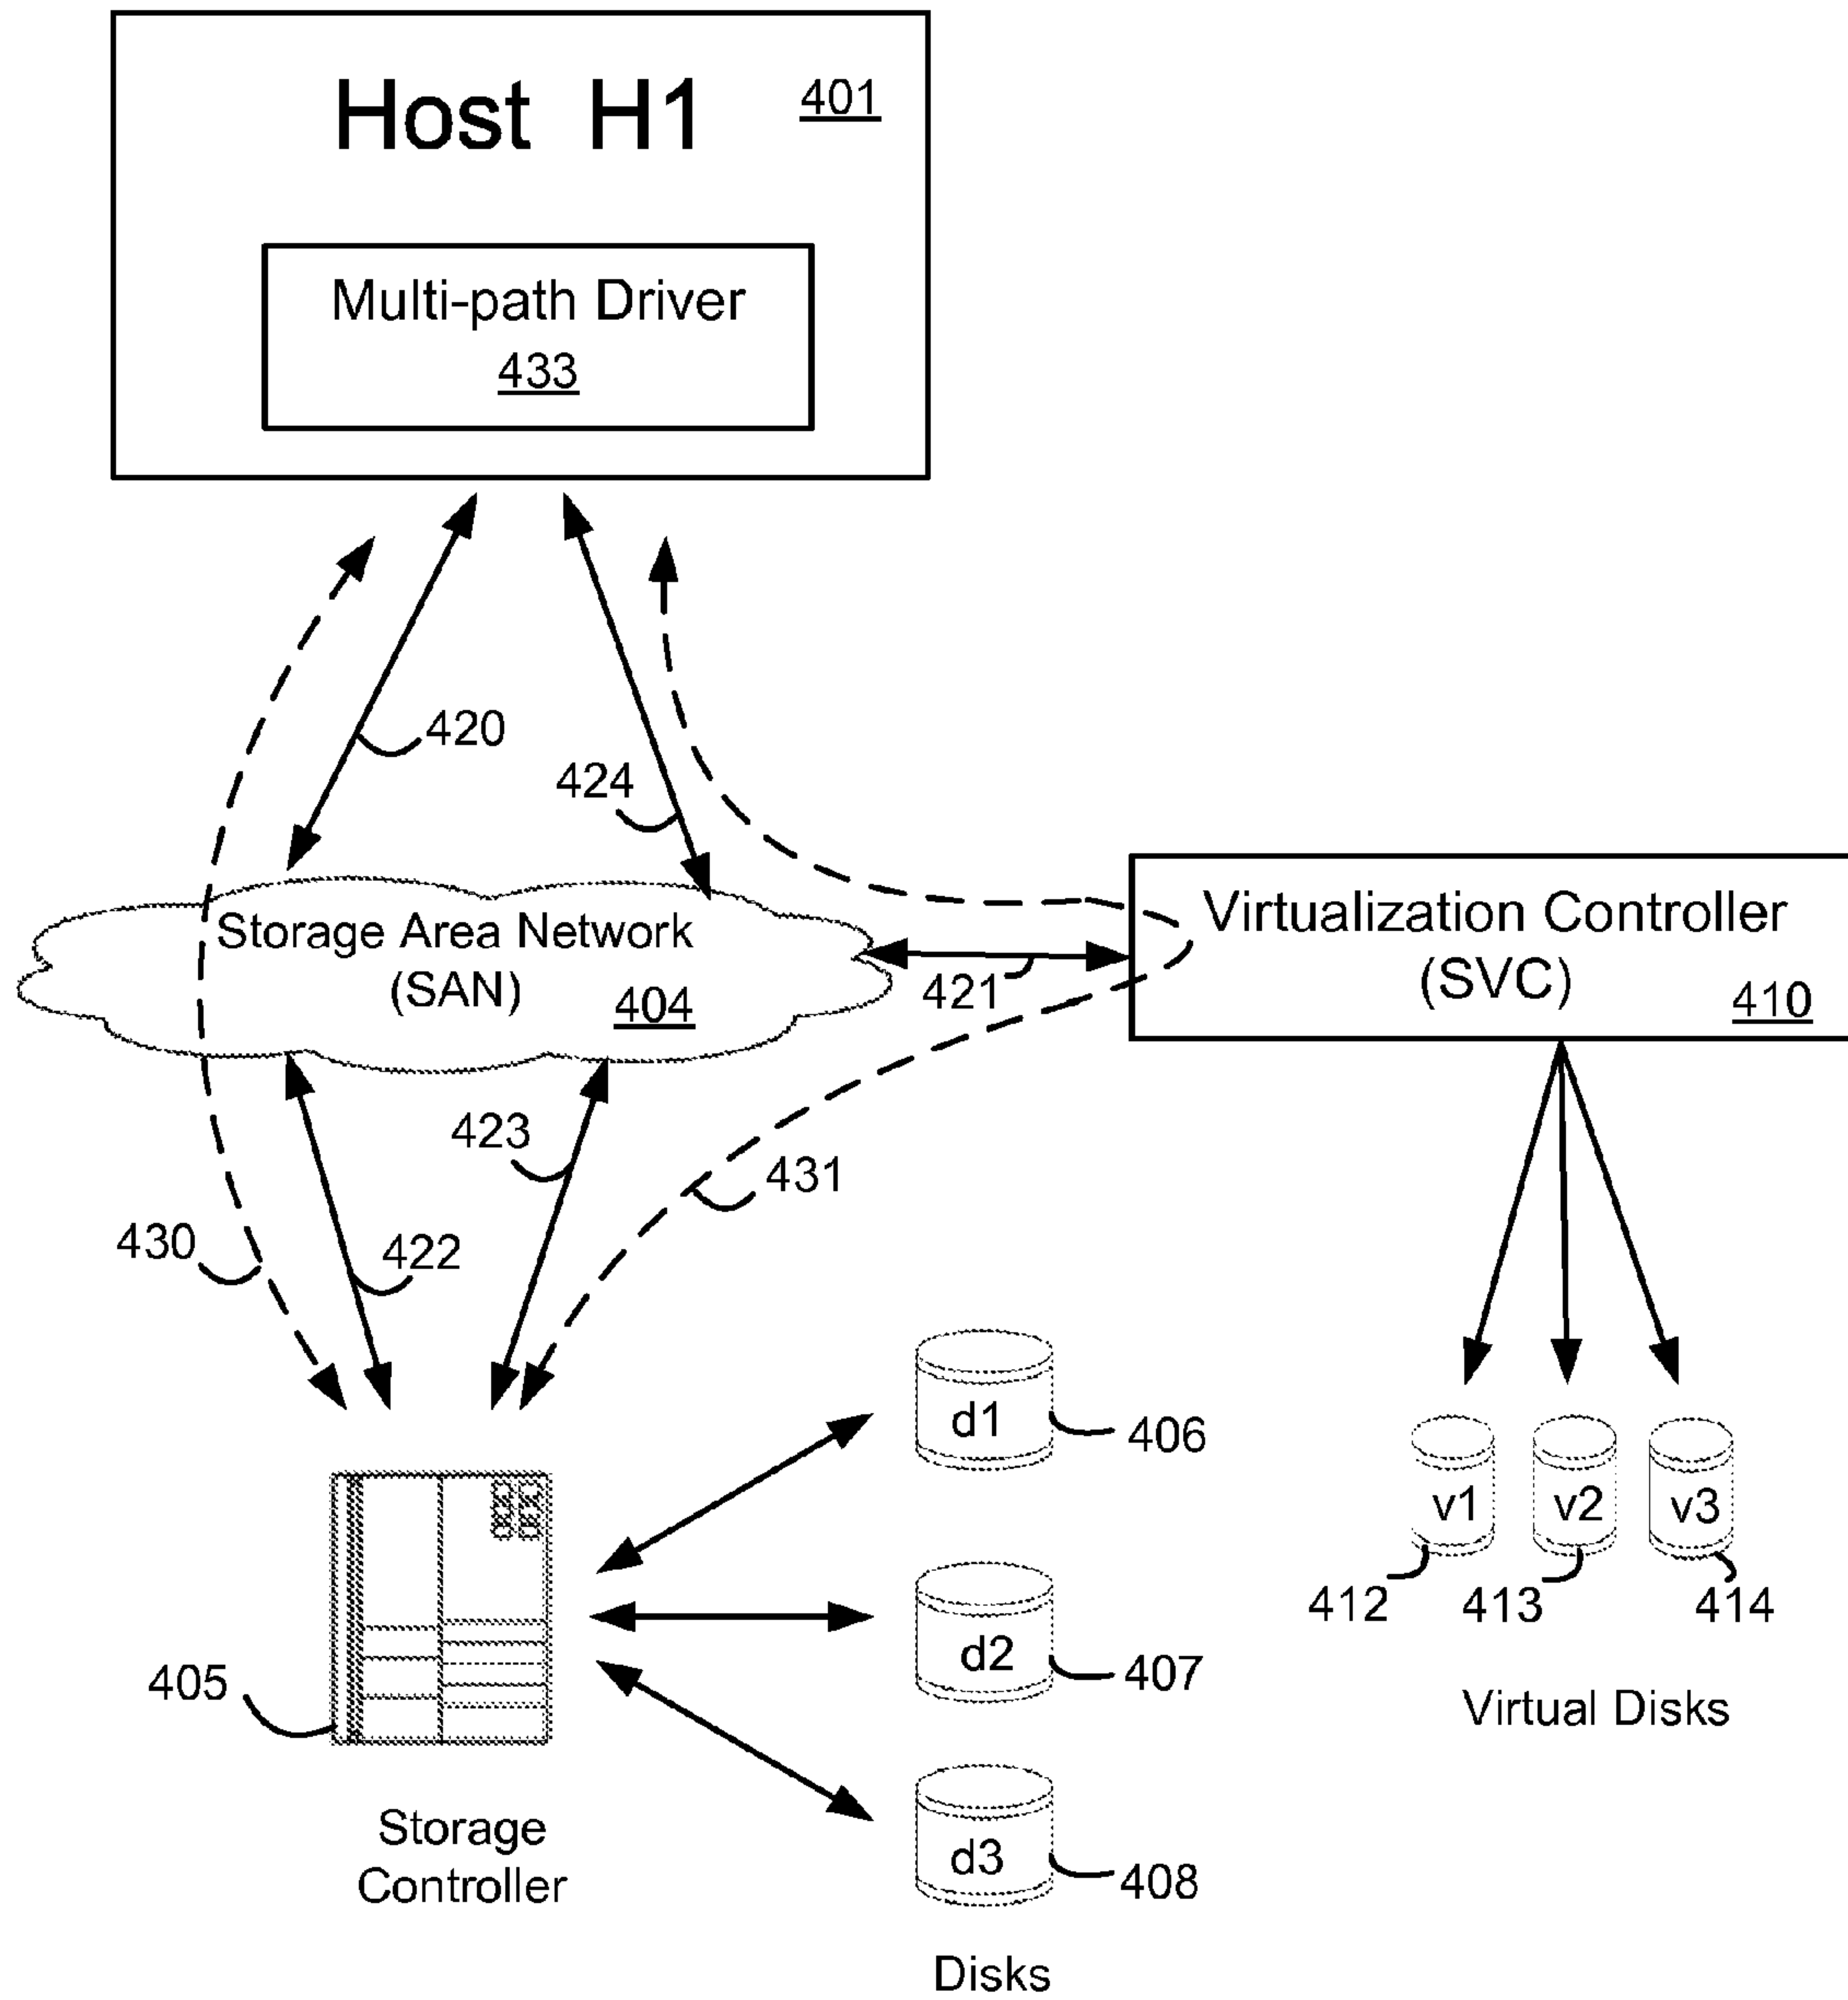 Host H1
401
Multi-path Driver
433
420
424
Storage Area Network
(SAN)
404
421
Virtualization Controller
(SVC)
410
423
431
430
422
d1
406
v1
v2
v3
412
413
414
d2
407
405
Virtual Disks
d3
408
Storage
Controller
Disks